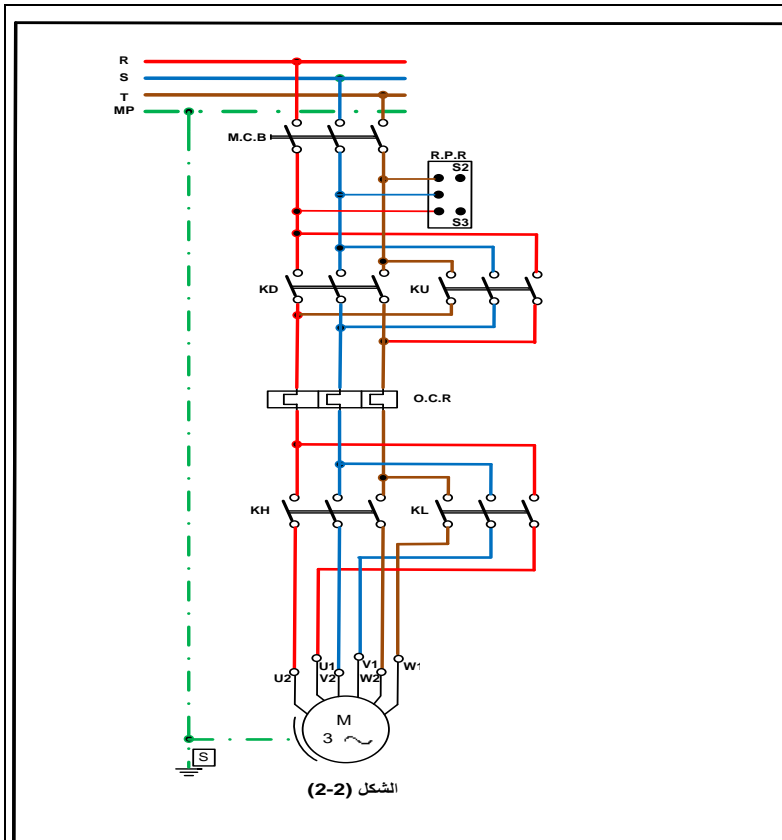 R
S
T
MP
M.C.B
R.P.R
S2
S3
KD
KU
O.C.R
KH
KL
U1
V1
W1
U2
V2
W2
M
3
S
الشكل (2-2)